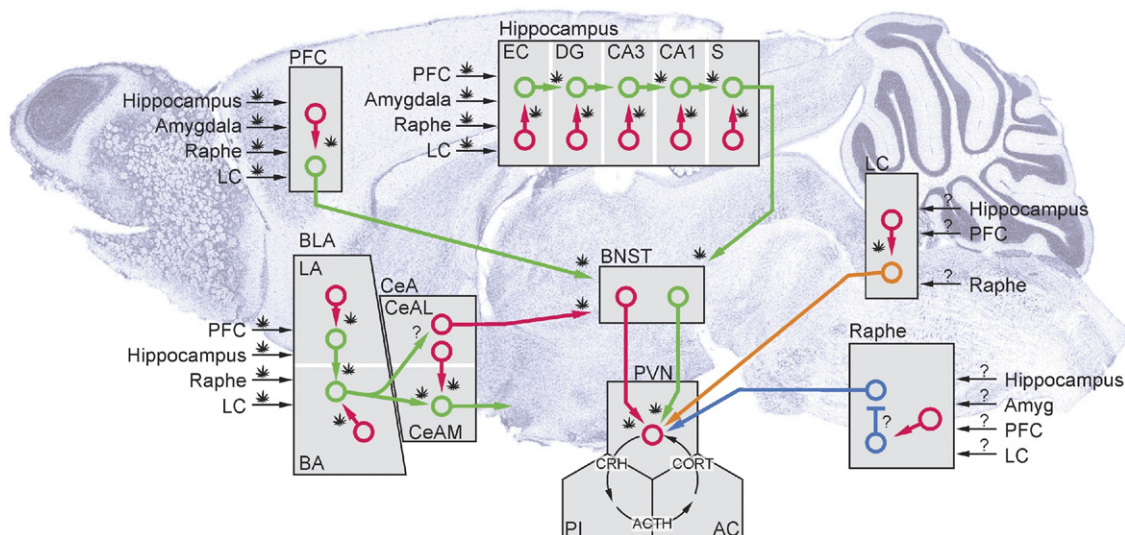 Hippocampus
PFC
EC DG CA3 CA1 S
Hippocampus
Amygdala
Raphe
LC
PFC
Amygdala
Raphe
LC
LC
?
Hippocampus
?
PFC
?
Raphe
BLA
LA
BNST
CeA
CeAL
?
PFC
Hippocampus
Raphe
LC
CeAM
BA
PVN
CRH
CORT
ACTH
PI
AC
Raphe
?
?
Hippocampus
?
Amyg
?
PFC
?
LC